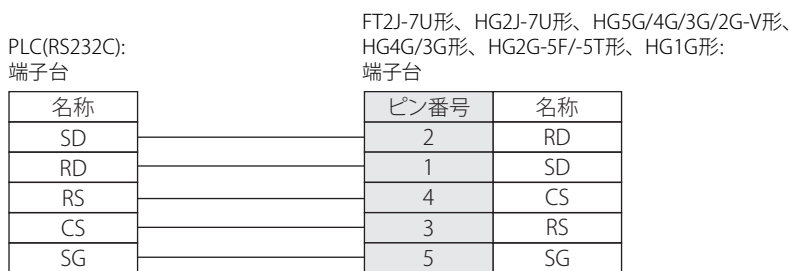 FT2J-7U形、HG2J-7U形、HG5G/4G/3G/2G-V形、
PLC(RS232C): HG4G/3G形、HG2G-5F/-5T形、HG1G形:
端子台 端子台
名称 ピン番号 名称
SD 2 RD
RD 1 SD
RS 4 CS
CS 3 RS
SG 5 SG